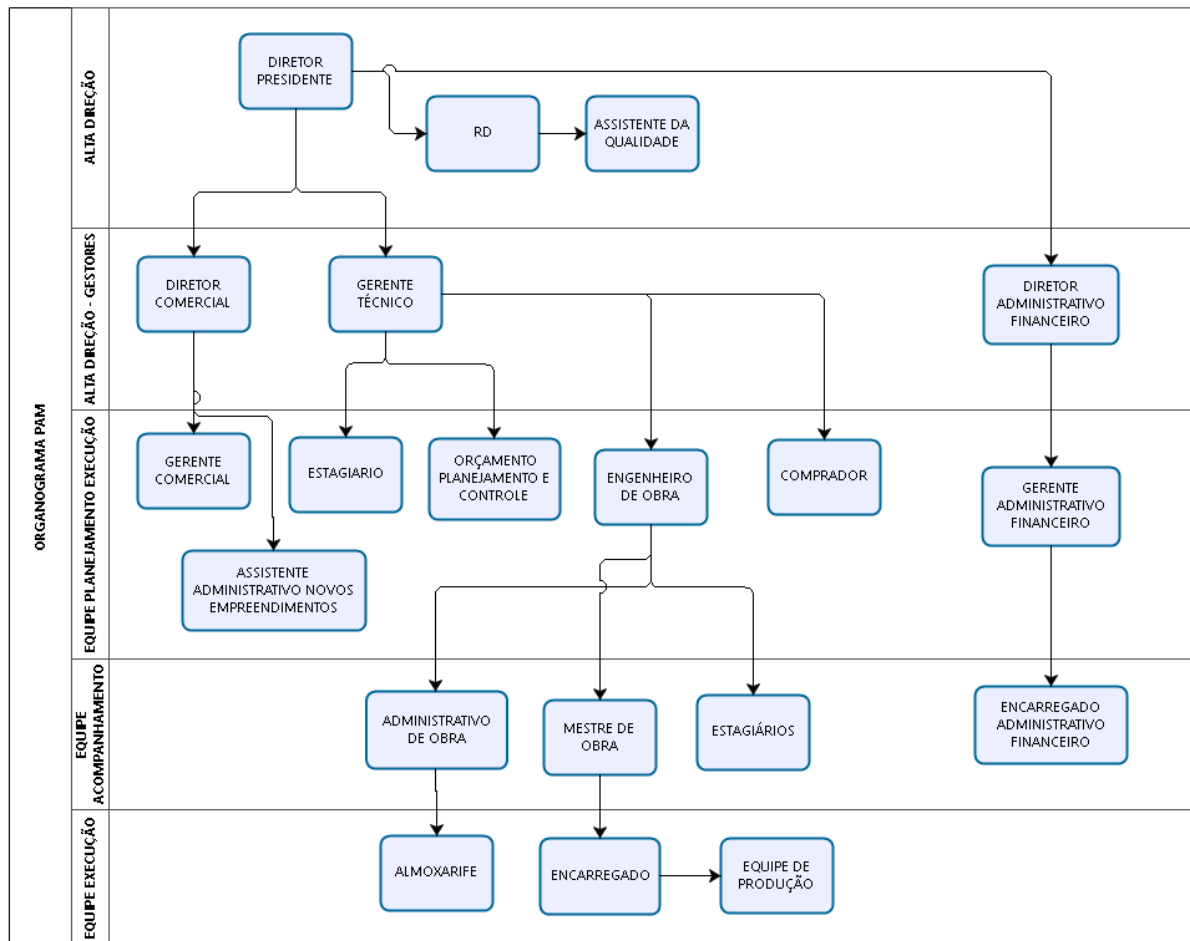 ORGANOGRAMA PAM
ALTA DIREÇÃO
DIRETOR
PRESIDENTE
RD
ASSISTENTE DA
QUALIDADE
ALTA DIREÇÃO - GESTORES
DIRETOR
COMERCIAL
GERENTE
TÉCNICO
DIRETOR
ADMINISTRATIVO
FINANCEIRO
EQUIPE PLANEJAMENTO EXECUÇÃO
GERENTE
COMERCIAL
ESTAGIARIO
ORÇAMENTO
PLANEJAMENTO E
CONTROLE
ENGENHEIRO
DE OBRA
COMPRADOR
GERENTE
ADMINISTRATIVO
FINANCEIRO
ASSISTENTE
ADMINISTRATIVO NOVOS
EMPREENDIMENTOS
EQUIPE
ACOMPANHAMENTO
ADMINISTRATIVO
DE OBRA
MESTRE DE
OBRA
ESTAGIÁRIOS
ENCARREGADO
ADMINISTRATIVO
FINANCEIRO
EQUIPE EXECUÇÃO
ALMOXARIFE
ENCARREGADO
EQUIPE DE
PRODUÇÃO